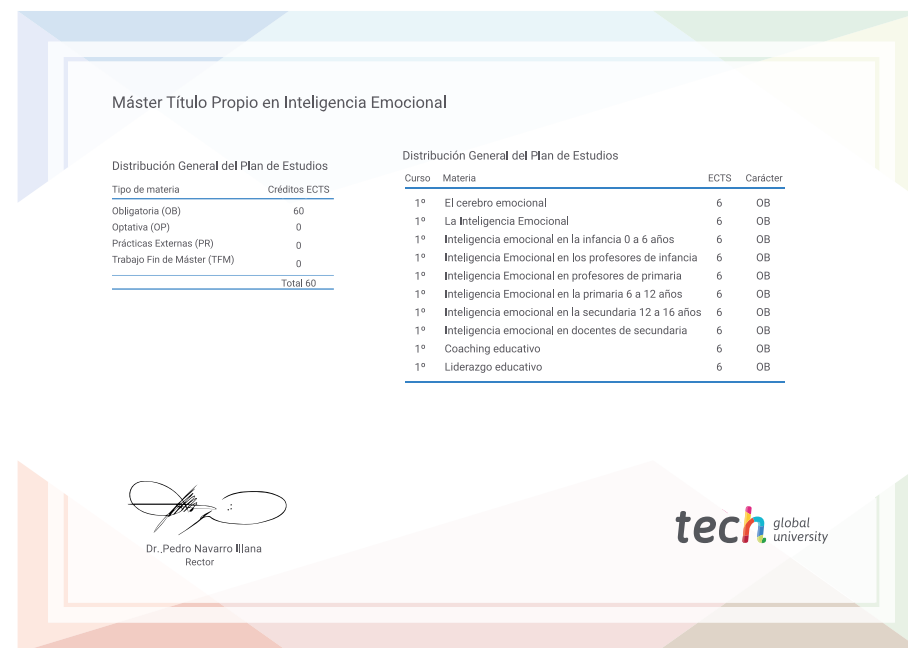 Máster Título Propio en Inteligencia Emocional
Distribución General del Plan de Estudios
Tipo de materia Créditos ECTS
Obligatoria (OB) 60
Optativa (OP) 0
Prácticas Externas (PR) 0
Trabajo Fin de Máster (TFM) 0
Total 60
Distribución General del Plan de Estudios
Curso Materia ECTS Carácter
1º El cerebro emocional 6 OB
1º La Inteligencia Emocional 6 OB
1º Inteligencia emocional en la infancia 0 a 6 años 6 OB
1º Inteligencia Emocional en los profesores de infancia 6 OB
1º Inteligencia Emocional en profesores de primaria 6 OB
1º Inteligencia Emocional en la primaria 6 a 12 años 6 OB
1º Inteligencia emocional en la secundaria 12 a 16 años 6 OB
1º Inteligencia emocional en docentes de secundaria 6 OB
1º Coaching educativo 6 OB
1º Liderazgo educativo 6 OB
Dr. Pedro Navarro Illana
Rector
tech global
university